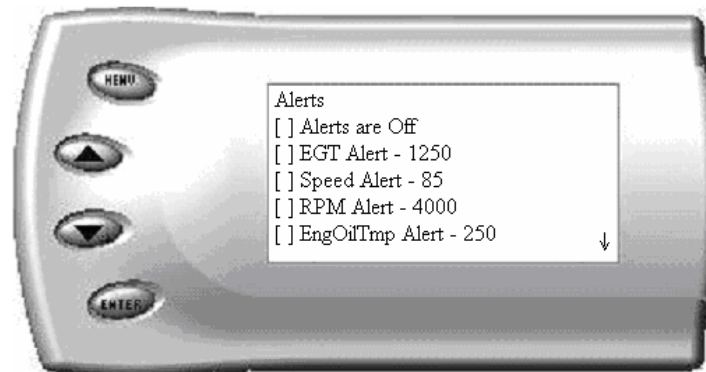 MENU
Alerts
[ ] Alerts are Off
[ ] EGT Alert - 1250
[ ] Speed Alert - 85
[ ] RPM Alert - 4000
[ ] EngOilTmp Alert - 250 ↓
ENTER